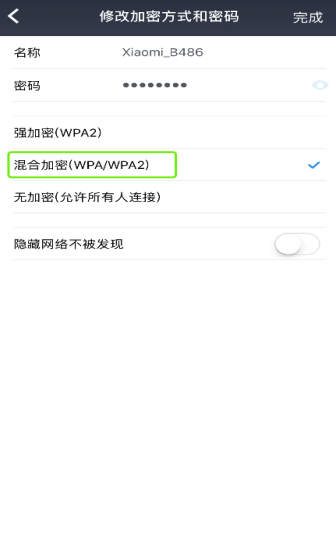 修改加密方式和密码 完成
名称 Xiaomi_B486
密码 ••••••••
强加密(WPA2)
混合加密(WPA/WPA2)
无加密(允许所有人连接)
隐藏网络不被发现